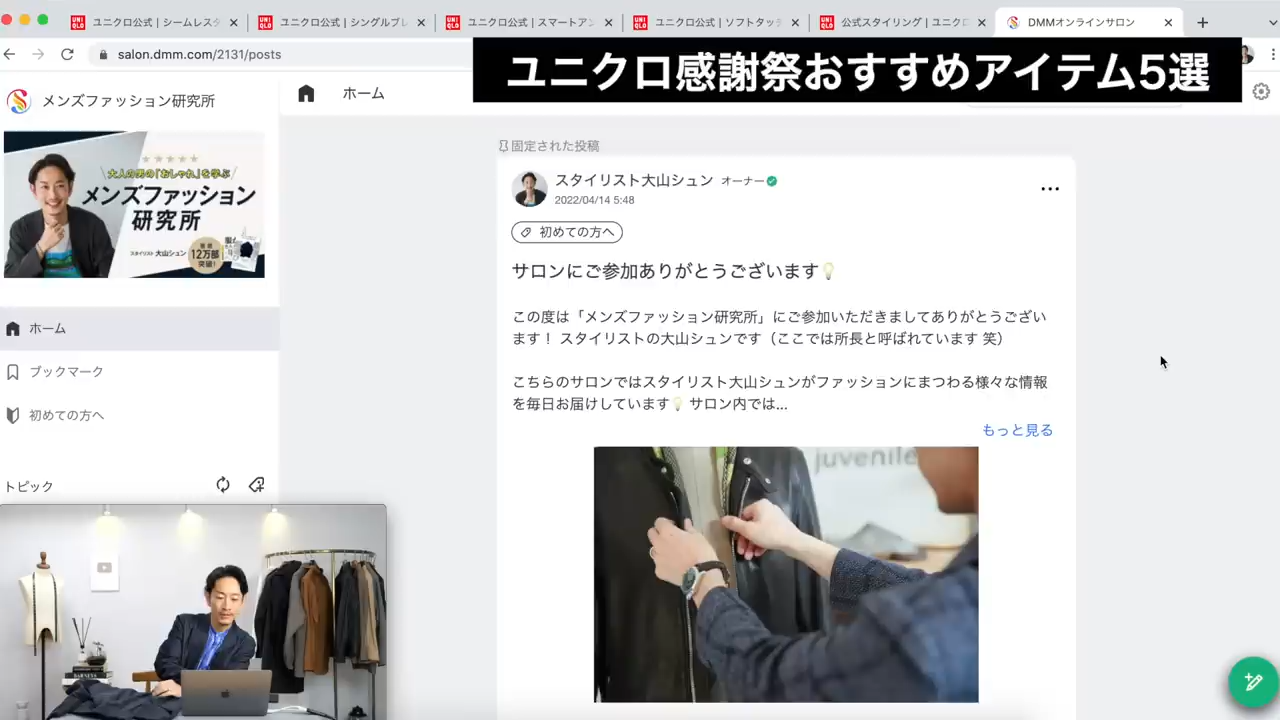 ユニクロ公式 | シームレスダ
ユニクロ公式 | シングルブレ
ユニクロ公式 | スマートアン
ユニクロ公式 | ソフトタッチ
公式スタイリング | ユニクロ
DMMオンラインサロン
salon.dmm.com/2131/posts
ユニクロ感謝祭おすすめアイテム5選
メンズファッション研究所
ホーム
大人の男の「おしゃれ」を学ぶ
メンズファッション
研究所
スタイリスト 大山シュン
12万部
突破!
ホーム
ブックマーク
初めての方へ
トピック
固定された投稿
スタイリスト大山シュン オーナー
2022/04/14 5:48
初めての方へ
サロンにご参加ありがとうございます
この度は「メンズファッション研究所」にご参加いただきましてありがとうござい
ます！ スタイリストの大山シュンです（ここでは所長と呼ばれています 笑）
こちらのサロンではスタイリスト大山シュンがファッションにまつわる様々な情報
を毎日お届けしています サロン内では...
もっと見る
juvenile
BARNEYS